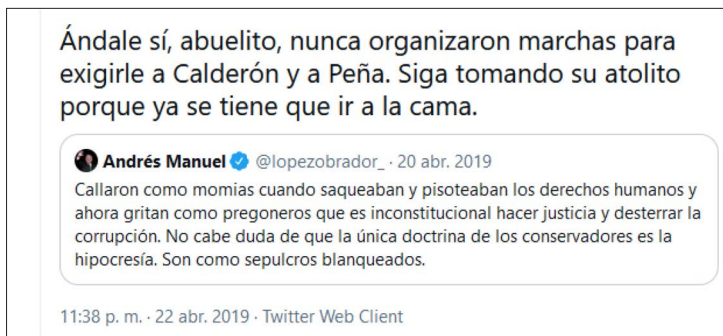 Ándale sí, abuelito, nunca organizaron marchas para
exigirle a Calderón y a Peña. Siga tomando su atolito
porque ya se tiene que ir a la cama.
Andrés Manuel @lopezobrador_ · 20 abr. 2019
Callaron como momias cuando saqueaban y pisoteaban los derechos humanos y
ahora gritan como pregoneros que es inconstitucional hacer justicia y desterrar la
corrupción. No cabe duda de que la única doctrina de los conservadores es la
hipocresía. Son como sepulcros blanqueados.
11:38 p. m. · 22 abr. 2019 · Twitter Web Client